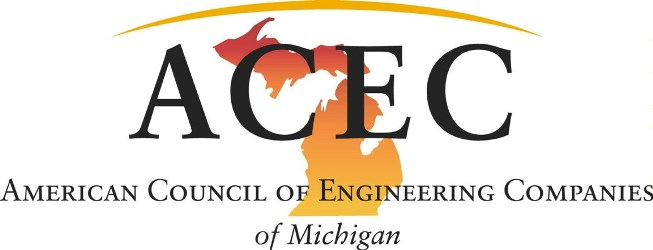 ACEC
American Council of Engineering Companies
of Michigan